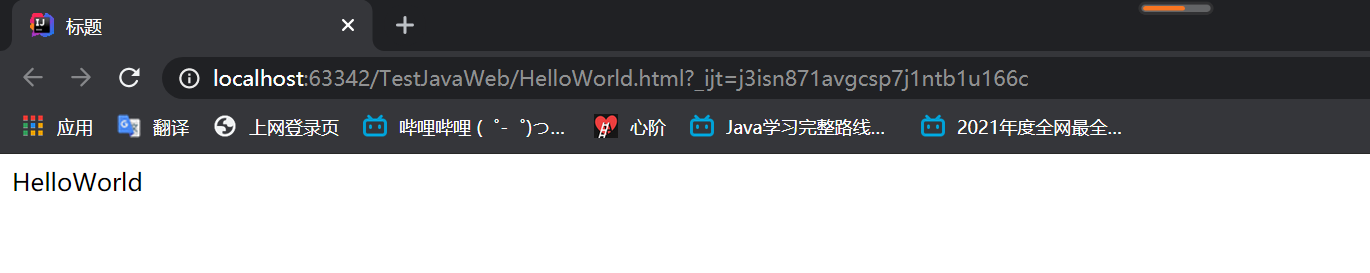 标题
localhost:63342/TestJavaWeb/HelloWorld.html?_ijt=j3isn871avgcsp7j1ntb1u166c
应用 翻译 上网登录页 哔哩哔哩 (゜-゜)つ... 心阶 Java学习完整路线... 2021年度全网最全...
HelloWorld